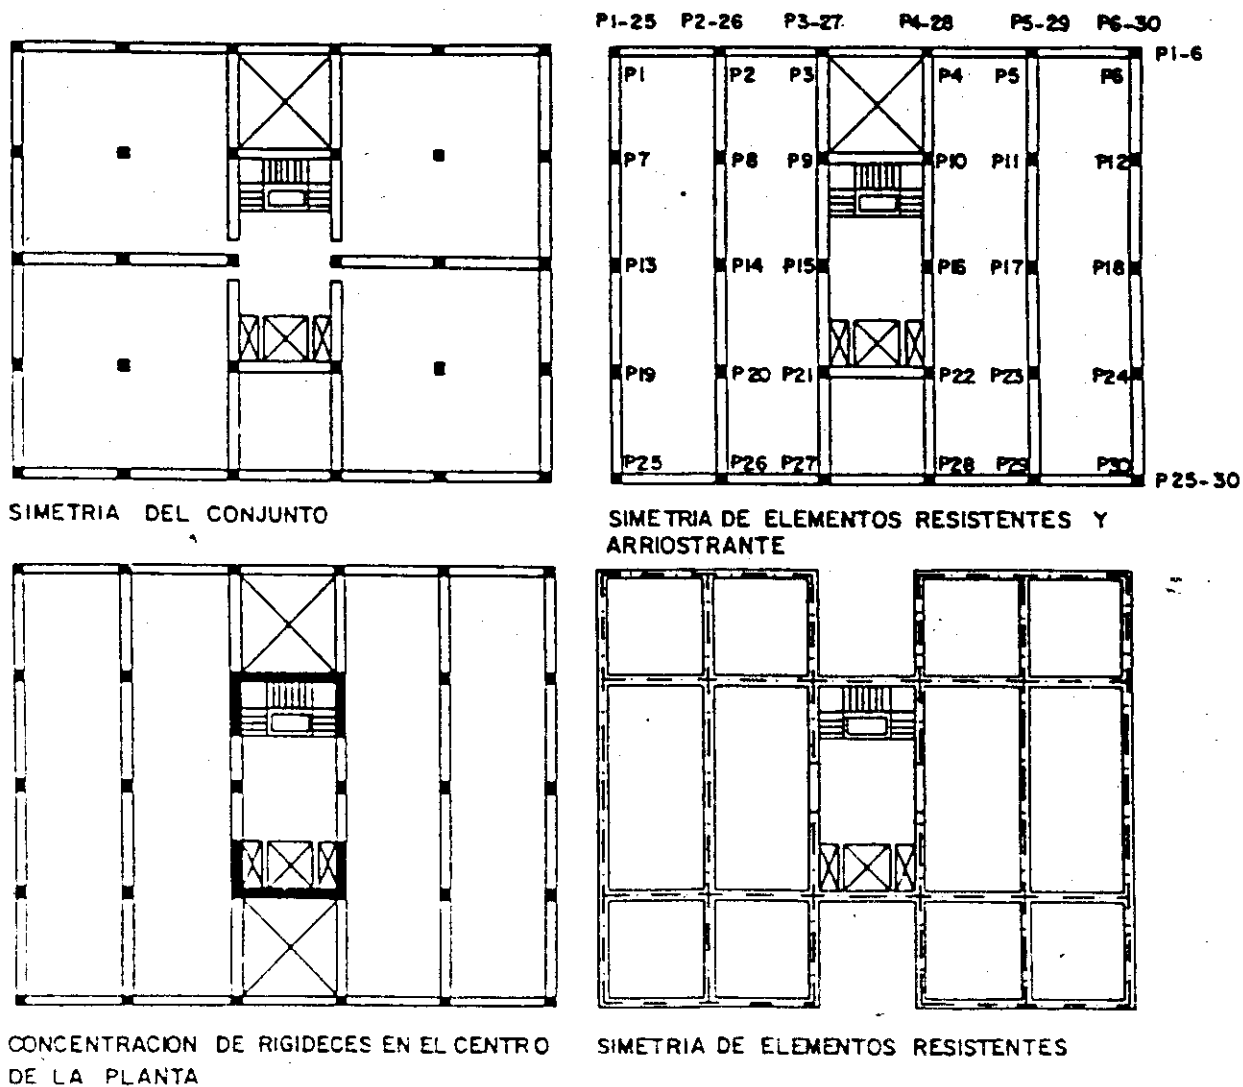 P1-25 P2-26 P3-27 P4-28 P5-29 P6-30
P1-6
P1 P2 P3 P4 P5 P6
P7 P8 P9 P10 P11 P12
P13 P14 P15 P16 P17 P18
P19 P20 P21 P22 P23 P24
P25 P26 P27 P28 P29 P30
P25-30
SIMETRIA DEL CONJUNTO
SIMETRIA DE ELEMENTOS RESISTENTES Y
ARRIOSTRANTE
CONCENTRACION DE RIGIDECES EN EL CENTRO
DE LA PLANTA
SIMETRIA DE ELEMENTOS RESISTENTES